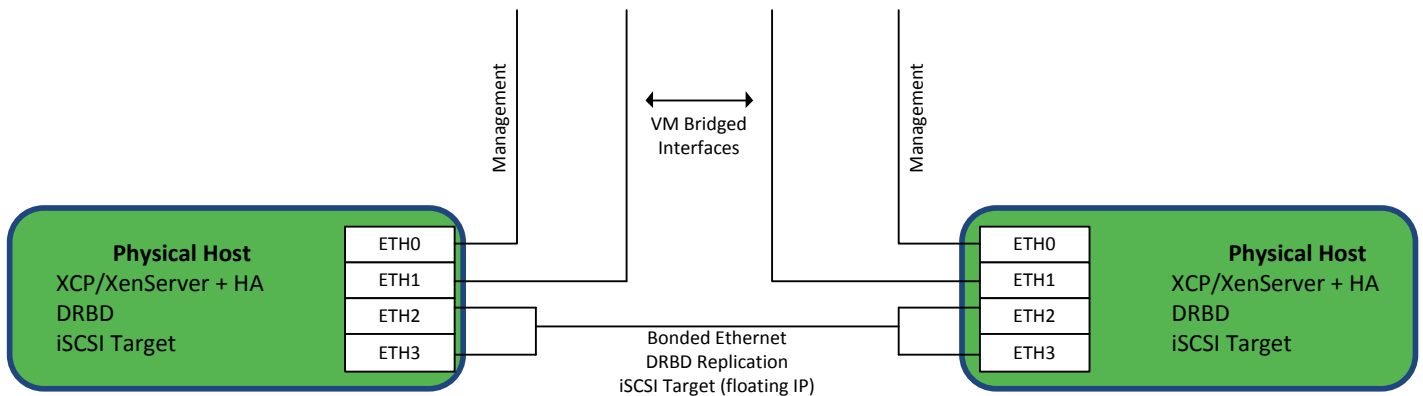 Management
VM Bridged
Interfaces
Management
Physical Host
XCP/XenServer + HA
DRBD
iSCSI Target
ETH0
ETH1
ETH2
ETH3
Bonded Ethernet
DRBD Replication
iSCSI Target (floating IP)
ETH0
ETH1
ETH2
ETH3
Physical Host
XCP/XenServer + HA
DRBD
iSCSI Target